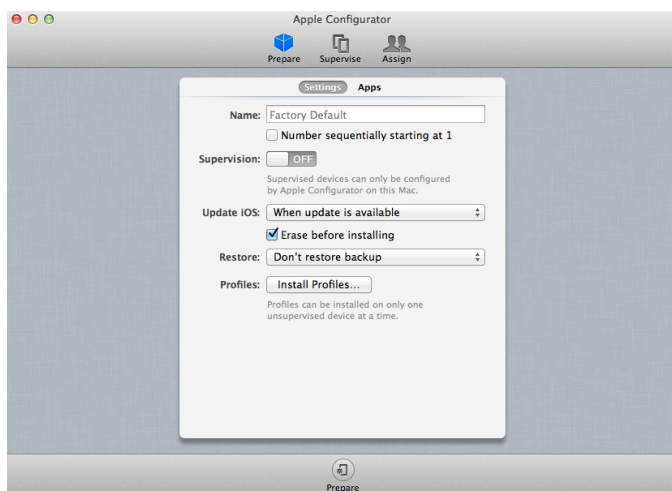 Apple Configurator
Prepare Supervise Assign
Settings Apps
Name: Factory Default
Number sequentially starting at 1
Supervision: OFF
Supervised devices can only be configured
by Apple Configurator on this Mac.
Update iOS: When update is available
Erase before installing
Restore: Don't restore backup
Profiles: Install Profiles...
Profiles can be installed on only one
unsupervised device at a time.
Prepare